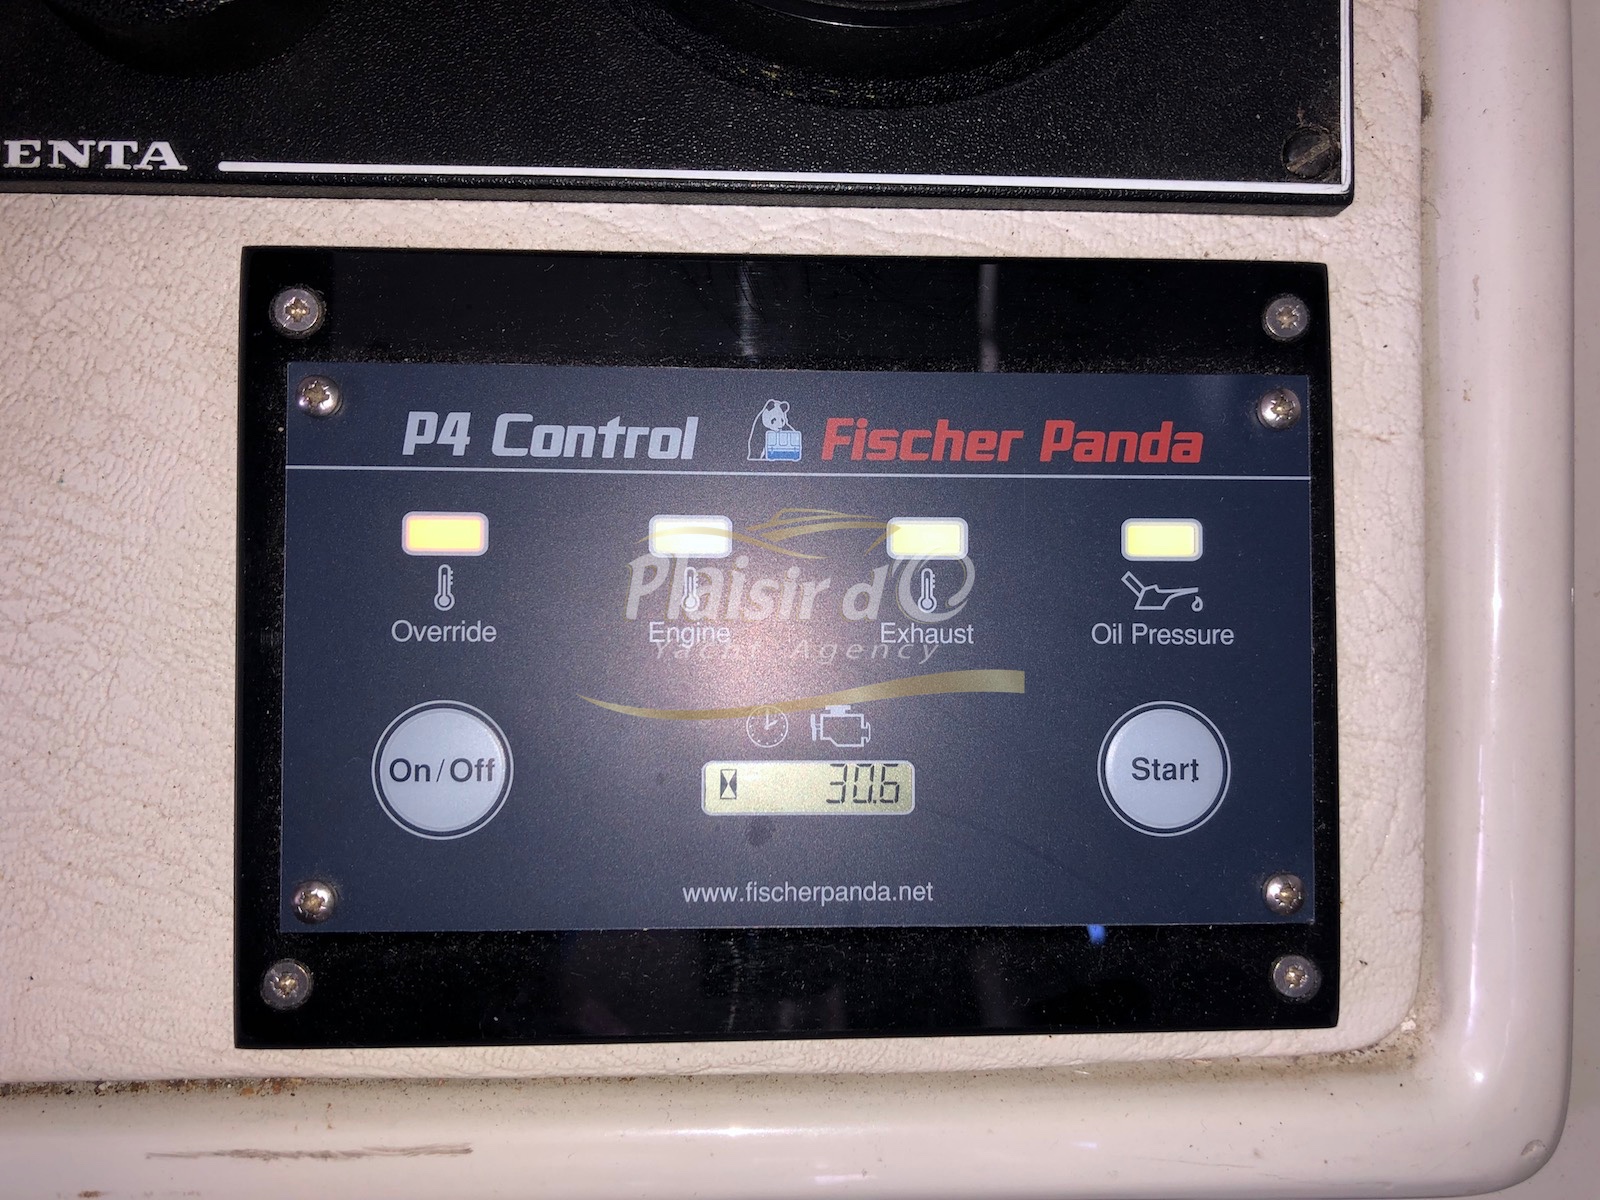 ENTA
P4 Control Fischer Panda
Plaisir d'O
Override Engine Exhaust Oil Pressure
Yacht Agency
On/Off
30.6
Start
www.fischerpanda.net